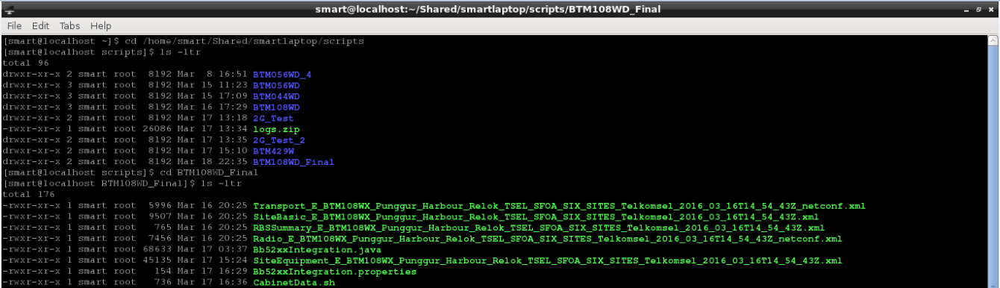 smart@localhost:~/Shared/smartlaptop/scripts/BTM108WD_Final
File Edit Tabs Help
[smart@localhost ~]$ cd /home/smart/Shared/smartlaptop/scripts
[smart@localhost scripts]$ ls -ltr
total 96
drwxr-xr-x 2 smart root 8192 Mar 8 16:51 BTM056WD_4
drwxr-xr-x 3 smart root 8192 Mar 15 11:23 BTM056WD
drwxr-xr-x 3 smart root 8192 Mar 15 17:09 BTM044WD
drwxr-xr-x 3 smart root 8192 Mar 16 17:29 BTM108WD
drwxr-xr-x 2 smart root 8192 Mar 17 13:18 2G_Test
-rwxr-xr-x 1 smart root 26086 Mar 17 13:34 logs.zip
drwxr-xr-x 2 smart root 8192 Mar 17 13:35 2G_Test_2
drwxr-xr-x 2 smart root 8192 Mar 17 15:10 BTM429W
drwxr-xr-x 2 smart root 8192 Mar 18 22:35 BTM108WD_Final
[smart@localhost scripts]$ cd BTM108WD_Final
[smart@localhost BTM108WD_Final]$ ls -ltr
total 176
-rwxr-xr-x 1 smart root 5996 Mar 16 20:25 Transport_E_BTM108WX_Punggur_Harbour_Relok_TSEL_SFOA_SIX_SITES_Telkomsel_2016_03_16T14_54_43Z_netconf.xml
-rwxr-xr-x 1 smart root 9507 Mar 16 20:25 SiteBasic_E_BTM108WX_Punggur_Harbour_Relok_TSEL_SFOA_SIX_SITES_Telkomsel_2016_03_16T14_54_43Z.xml
-rwxr-xr-x 1 smart root 765 Mar 16 20:25 RBSSummary_E_BTM108WX_Punggur_Harbour_Relok_TSEL_SFOA_SIX_SITES_Telkomsel_2016_03_16T14_54_43Z.xml
-rwxr-xr-x 1 smart root 7456 Mar 16 20:25 Radio_E_BTM108WX_Punggur_Harbour_Relok_TSEL_SFOA_SIX_SITES_Telkomsel_2016_03_16T14_54_43Z_netconf.xml
-rwxr-xr-x 1 smart root 68633 Mar 17 03:37 Bb52xxIntegration.java
-rwxr-xr-x 1 smart root 45135 Mar 17 15:24 SiteEquipment_E_BTM108WX_Punggur_Harbour_Relok_TSEL_SFOA_SIX_SITES_Telkomsel_2016_03_16T14_54_43Z.xml
-rwxr-xr-x 1 smart root 154 Mar 17 16:29 Bb52xxIntegration.properties
-rwxr-xr-x 1 smart root 736 Mar 17 16:36 CabinetData.sh